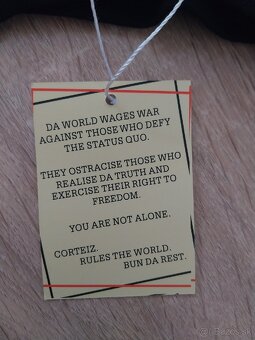 DA WORLD WAGES WAR
AGAINST THOSE WHO DEFY
THE STATUS QUO.
THEY OSTRACISE THOSE WHO
REALISE DA TRUTH AND
EXERCISE THEIR RIGHT TO
FREEDOM.
YOU ARE NOT ALONE.
CORTEIZ.
RULES THE WORLD.
BUN DA REST.